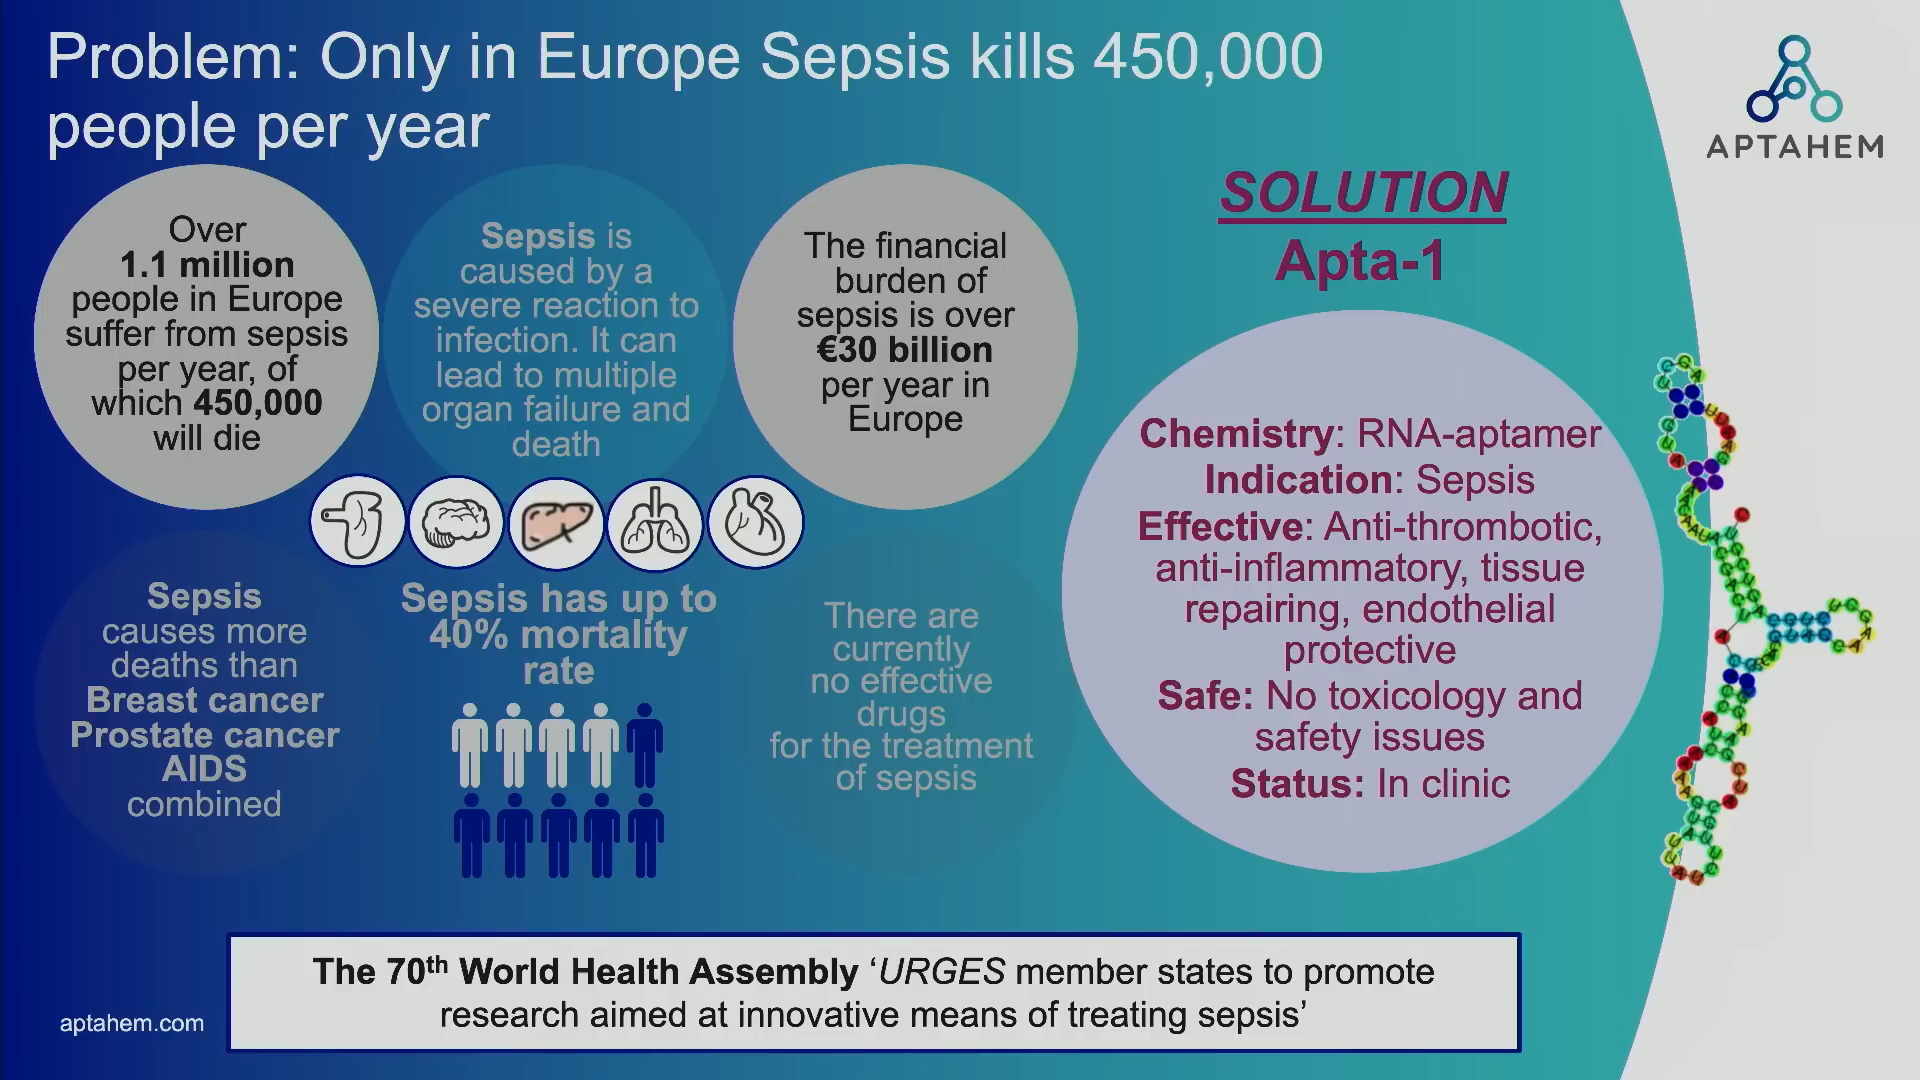 Problem: Only in Europe Sepsis kills 450,000
people per year
APTAHEM
Over
1.1 million
people in Europe
suffer from sepsis
per year, of
which 450,000
will die
Sepsis is
caused by a
severe reaction to
infection. It can
lead to multiple
organ failure and
death
The financial
burden of
sepsis is over
€30 billion
per year in
Europe
Sepsis
causes more
deaths than
Breast cancer
Prostate cancer
AIDS
combined
Sepsis has up to
40% mortality
rate
There are
currently
no effective
drugs
for the treatment
of sepsis
SOLUTION
Apta-1
Chemistry: RNA-aptamer
Indication: Sepsis
Effective: Anti-thrombotic,
anti-inflammatory, tissue
repairing, endothelial
protective
Safe: No toxicology and
safety issues
Status: In clinic
The 70th World Health Assembly ‘URGES member states to promote
research aimed at innovative means of treating sepsis’
aptahem.com